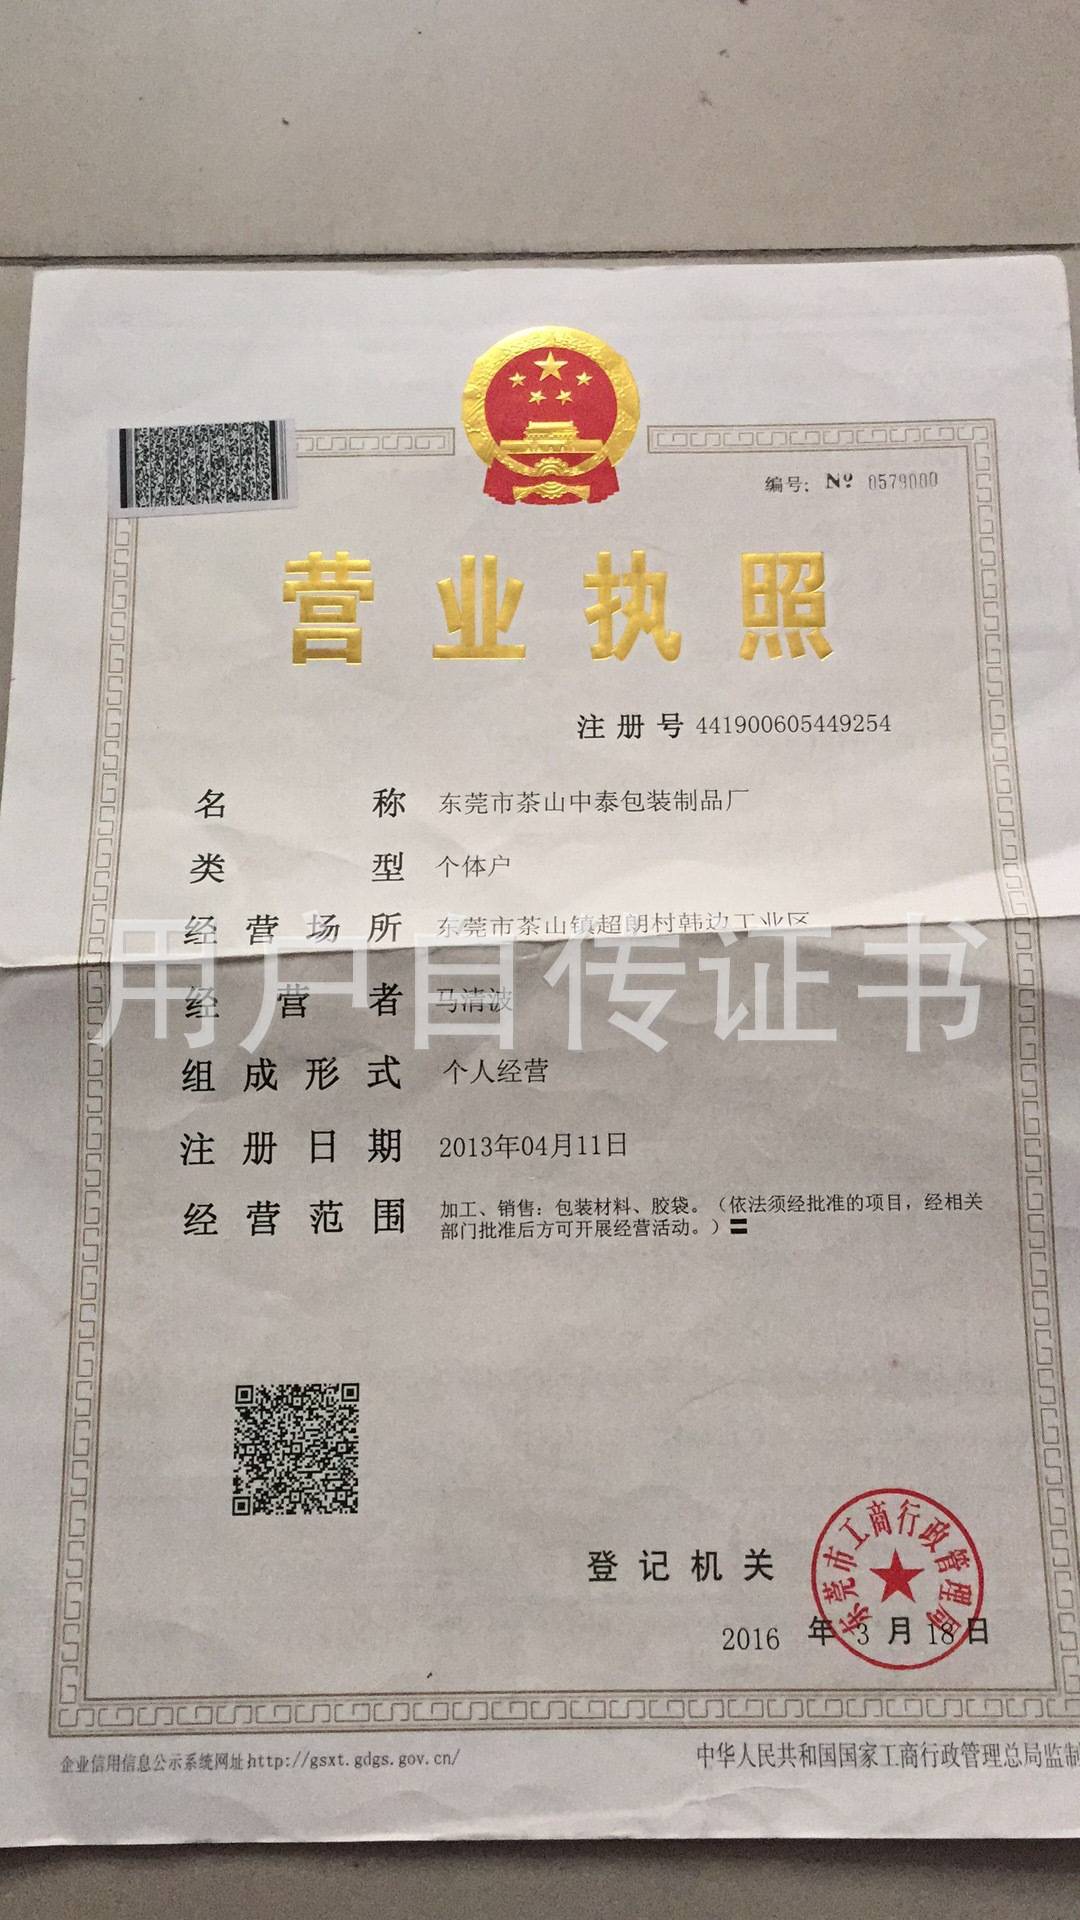 编号: Nº 0579000
营业执照
注册号 441900605449254
名称 东莞市茶山中泰包装制品厂
类型 个体户
经营场所 东莞市茶山镇超朗村韩边工业区
用户自传证书
经营者 马清波
组成形式 个人经营
注册日期 2013年04月11日
经营范围 加工、销售: 包装材料、胶袋。(依法须经批准的项目, 经相关
部门批准后方可开展经营活动。)〓
东莞市工商行政管理局
登记机关
2016 年 3 月 18 日
企业信用信息公示系统网址http://gsxt.gdgs.gov.cn/
中华人民共和国国家工商行政管理总局监制